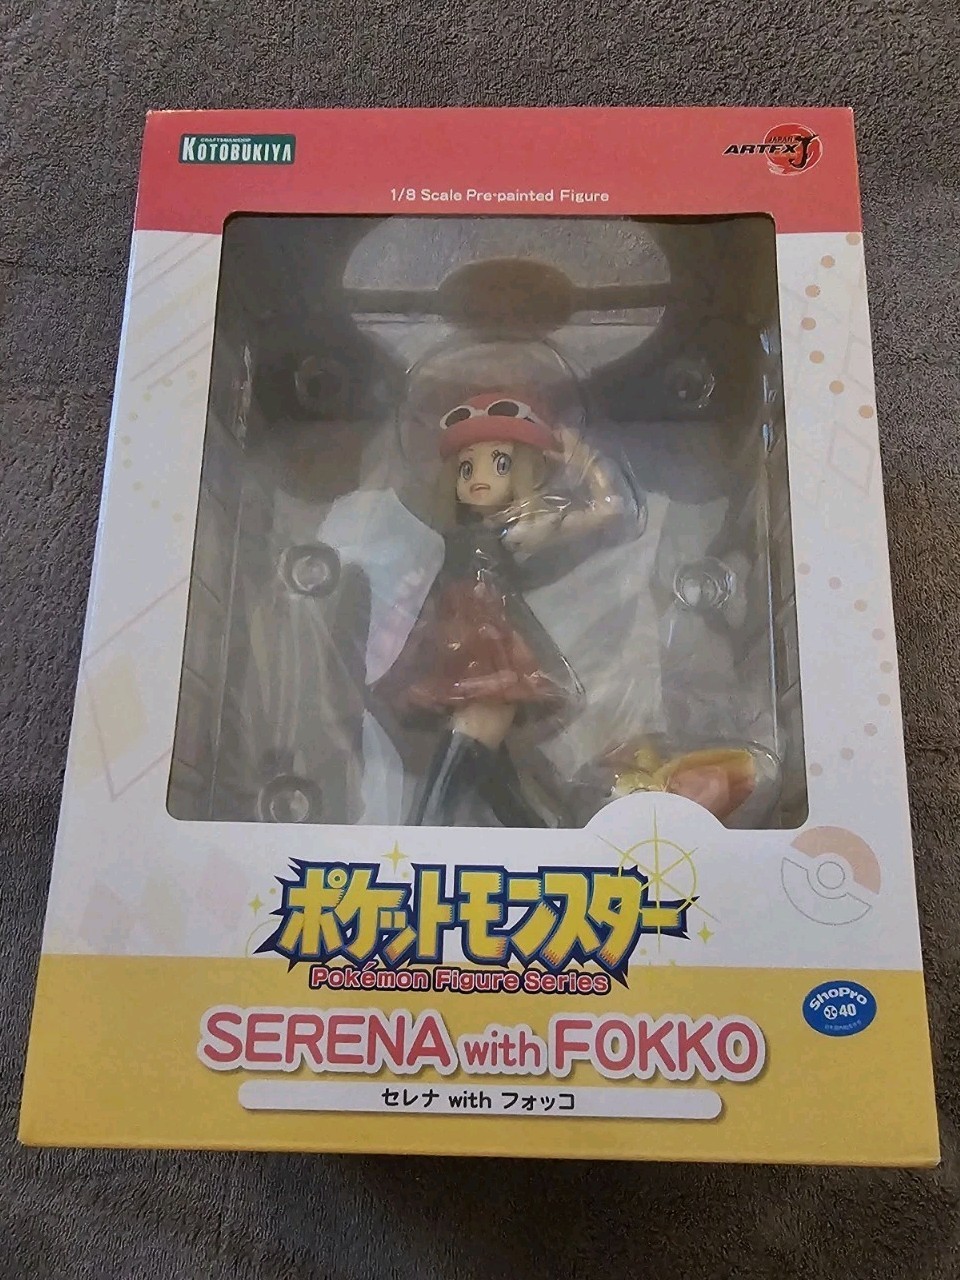 CRAFTSMANSHIP
KOTOBUKIYA
JAPAN
ARTFX J
1/8 Scale Pre-painted Figure
ポケットモンスター
Pokémon Figure Series
ShoPro
40
SERENA with FOKKO
セレナ with フォッコ